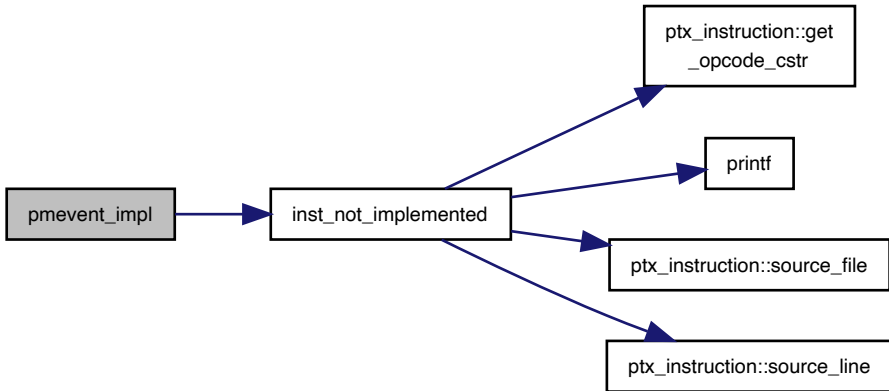 pmevent_impl
inst_not_implemented
ptx_instruction::get
_opcode_cstr
printf
ptx_instruction::source_file
ptx_instruction::source_line